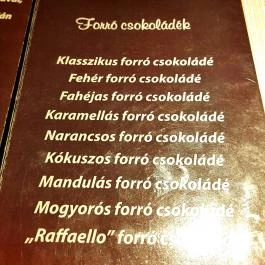 Forró csokoládék
Klasszikus forró csokoládé
Fehér forró csokoládé
Fahéjas forró csokoládé
Karamellás forró csokoládé
Narancsos forró csokoládé
Kókuszos forró csokoládé
Mandulás forró csokoládé
Mogyorós forró csokoládé
„Raffaello” forró csokoládé